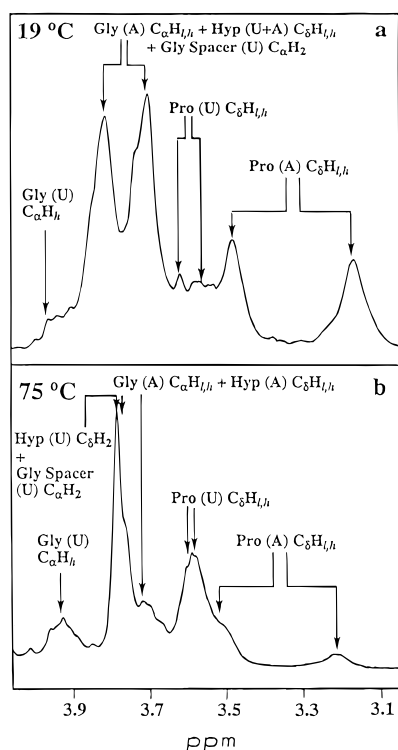 19 °C
Gly (A) CαHl,h + Hyp (U+A) CδHl,h
+ Gly Spacer (U) CαH2
a
Pro (U) CδHl,h
Pro (A) CδHl,h
Gly (U)
CαHh
75 °C
Gly (A) CαHl,h + Hyp (A) CδHl,h
b
Hyp (U) CδH2
+
Gly Spacer
(U) CαH2
Pro (U) CδHl,h
Gly (U)
CαHh
Pro (A) CδHl,h
3.9 3.7 3.5 3.3 3.1
ppm